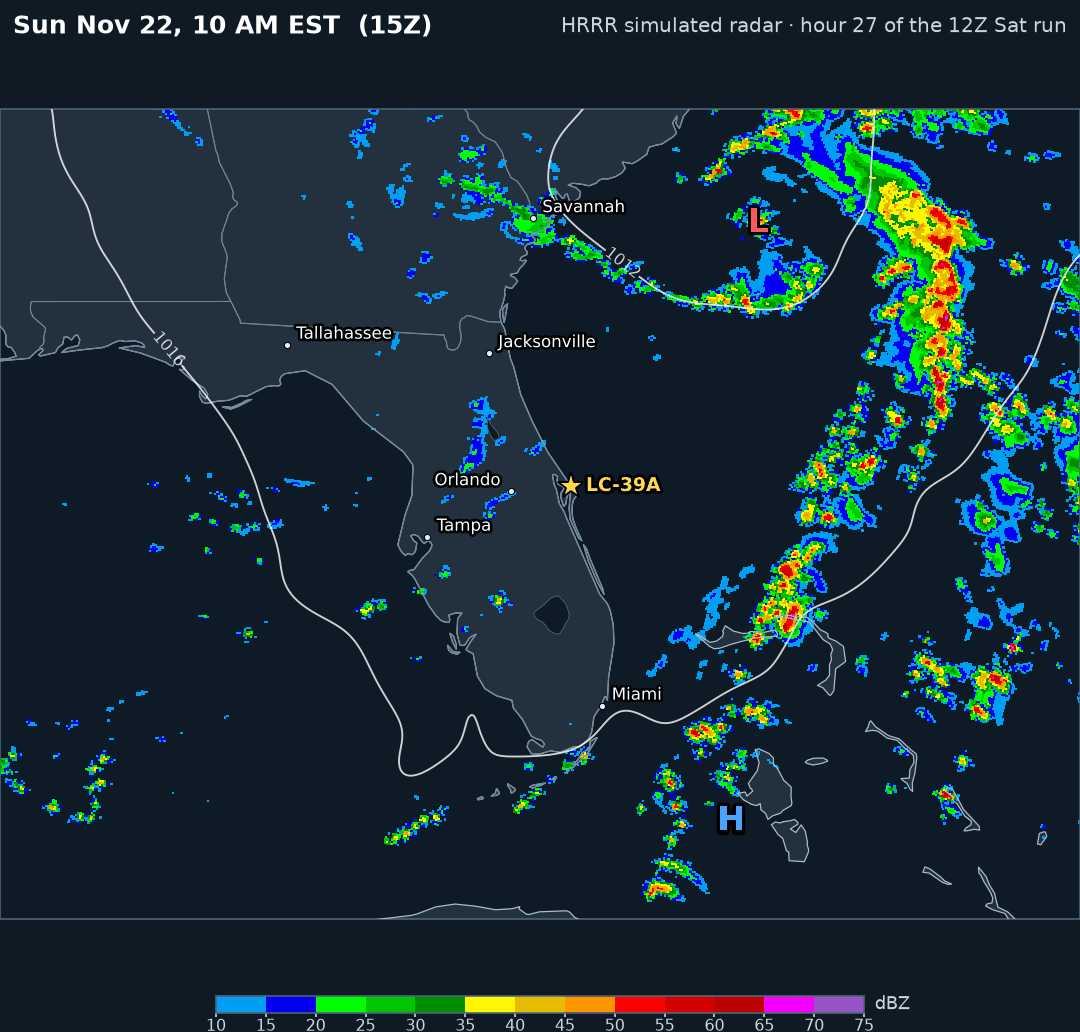 Sun Nov 22, 10 AM EST (15Z)
HRRR simulated radar · hour 27 of the 12Z Sat run
L
Savannah
1012
Tallahassee
Jacksonville
1016
Orlando
LC-39A
Tampa
Miami
H
dBZ
10 15 20 25 30 35 40 45 50 55 60 65 70 75